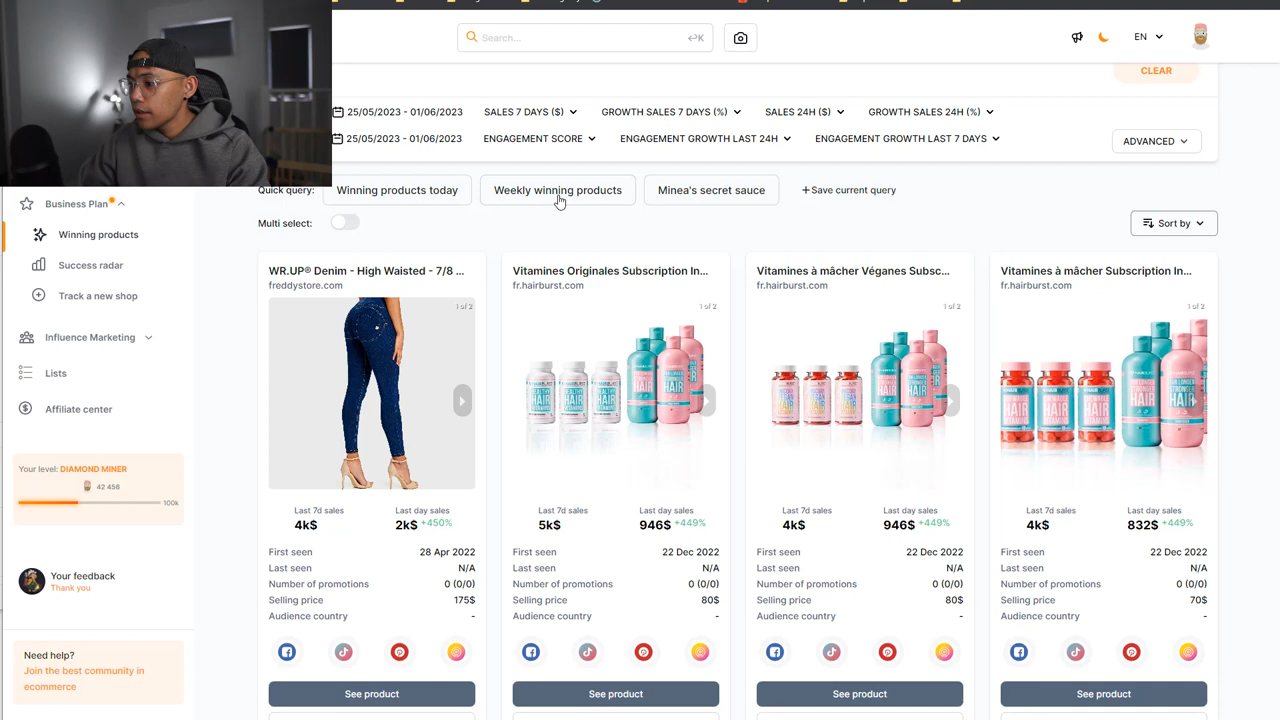 Search...
K
EN
CLEAR
25/05/2023 - 01/06/2023
SALES 7 DAYS ($)
GROWTH SALES 7 DAYS (%)
SALES 24H ($)
GROWTH SALES 24H (%)
25/05/2023 - 01/06/2023
ENGAGEMENT SCORE
ENGAGEMENT GROWTH LAST 24H
ENGAGEMENT GROWTH LAST 7 DAYS
ADVANCED
Quick query:
Winning products today
Weekly winning products
Minea's secret sauce
+Save current query
Multi select:
Sort by
Business Plan
Winning products
Success radar
Track a new shop
Influence Marketing
Lists
Affiliate center
Your level: DIAMOND MINER
42 456
100k
Your feedback
Thank you
Need help?
Join the best community in
ecommerce
WR.UP® Denim - High Waisted - 7/8 ...
freddystore.com
1 of 2
Last 7d sales
Last day sales
4k$
2k$ +450%
First seen 28 Apr 2022
Last seen N/A
Number of promotions 0 (0/0)
Selling price 175$
Audience country -
See product
Vitamines Originales Subscription In...
fr.hairburst.com
1 of 2
Last 7d sales
Last day sales
5k$
946$ +449%
First seen 22 Dec 2022
Last seen N/A
Number of promotions 0 (0/0)
Selling price 80$
Audience country -
See product
Vitamines à mâcher Véganes Subsc...
fr.hairburst.com
1 of 2
Last 7d sales
Last day sales
4k$
946$ +449%
First seen 22 Dec 2022
Last seen N/A
Number of promotions 0 (0/0)
Selling price 80$
Audience country -
See product
Vitamines à mâcher Subscription In...
fr.hairburst.com
1 of 2
HAIR
Last 7d sales
Last day sales
4k$
832$ +449%
First seen 22 Dec 2022
Last seen N/A
Number of promotions 0 (0/0)
Selling price 70$
Audience country -
See product